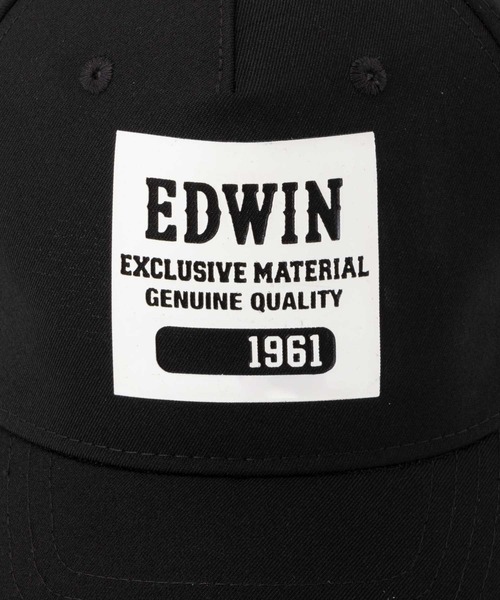 EDWIN
EXCLUSIVE MATERIAL
GENUINE QUALITY
1961